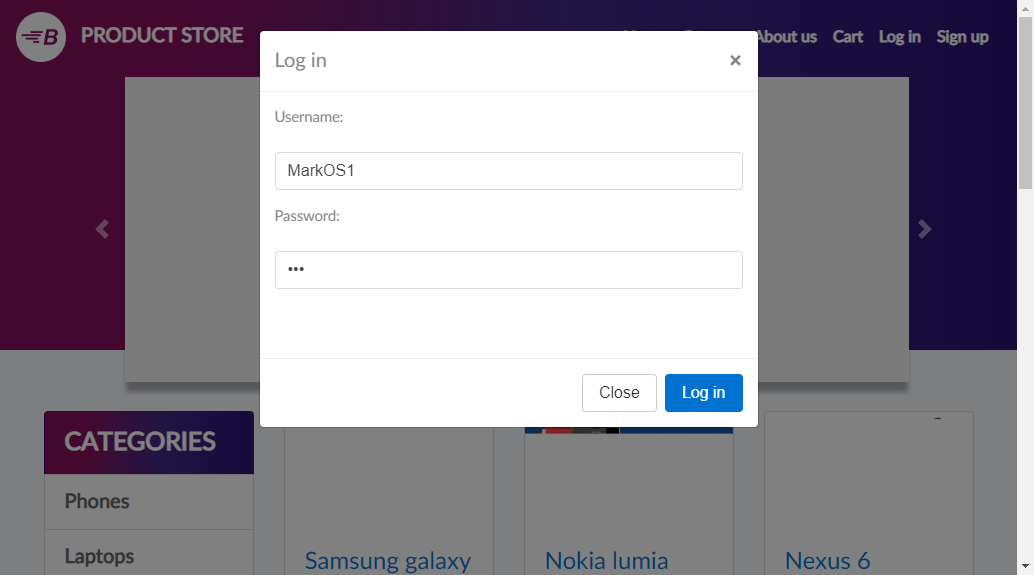 PRODUCT STORE
About us Cart Log in Sign up
Log in
×
Username:
MarkOS1
Password:
•••
Close Log in
CATEGORIES
Phones
Laptops
Samsung galaxy
Nokia lumia
Nexus 6